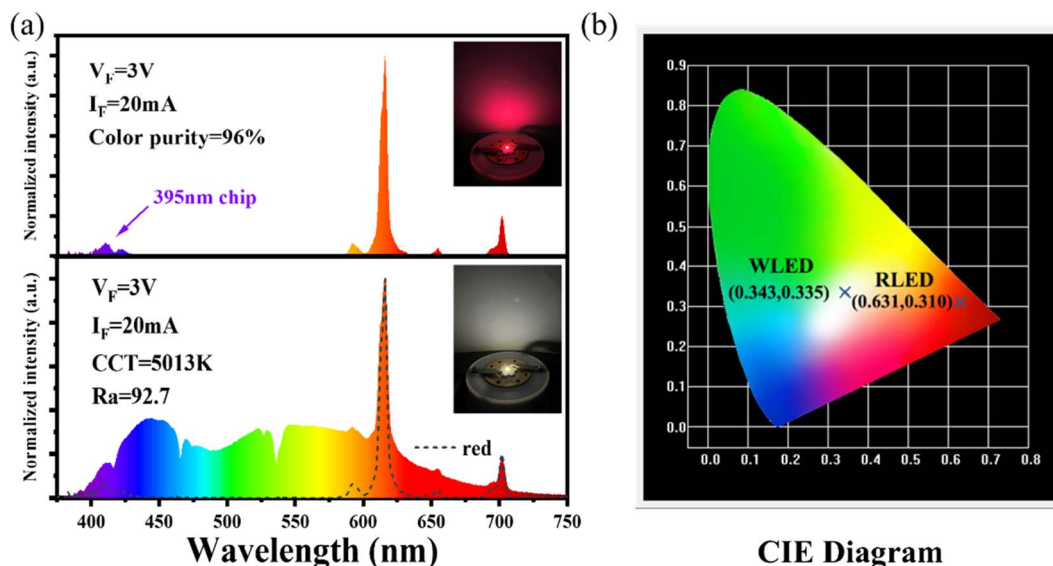 (a)
V_F=3V
I_F=20mA
Color purity=96%
395nm chip
Normalized intensity (a.u.)
V_F=3V
I_F=20mA
CCT=5013K
Ra=92.7
red
Normalized intensity (a.u.)
400 450 500 550 600 650 700 750
Wavelength (nm)
(b)
0.9
0.8
0.7
0.6
0.5
0.4
0.3
0.2
0.1
0.0
WLED
(0.343,0.335)
RLED
(0.631,0.310)
0.0 0.1 0.2 0.3 0.4 0.5 0.6 0.7 0.8
CIE Diagram